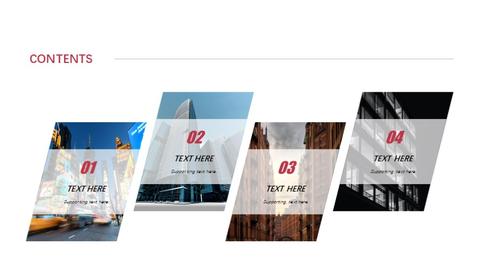 CONTENTS
01
TEXT HERE
Supporting text here
02
TEXT HERE
Supporting text here
03
TEXT HERE
Supporting text here
04
TEXT HERE
Supporting text here